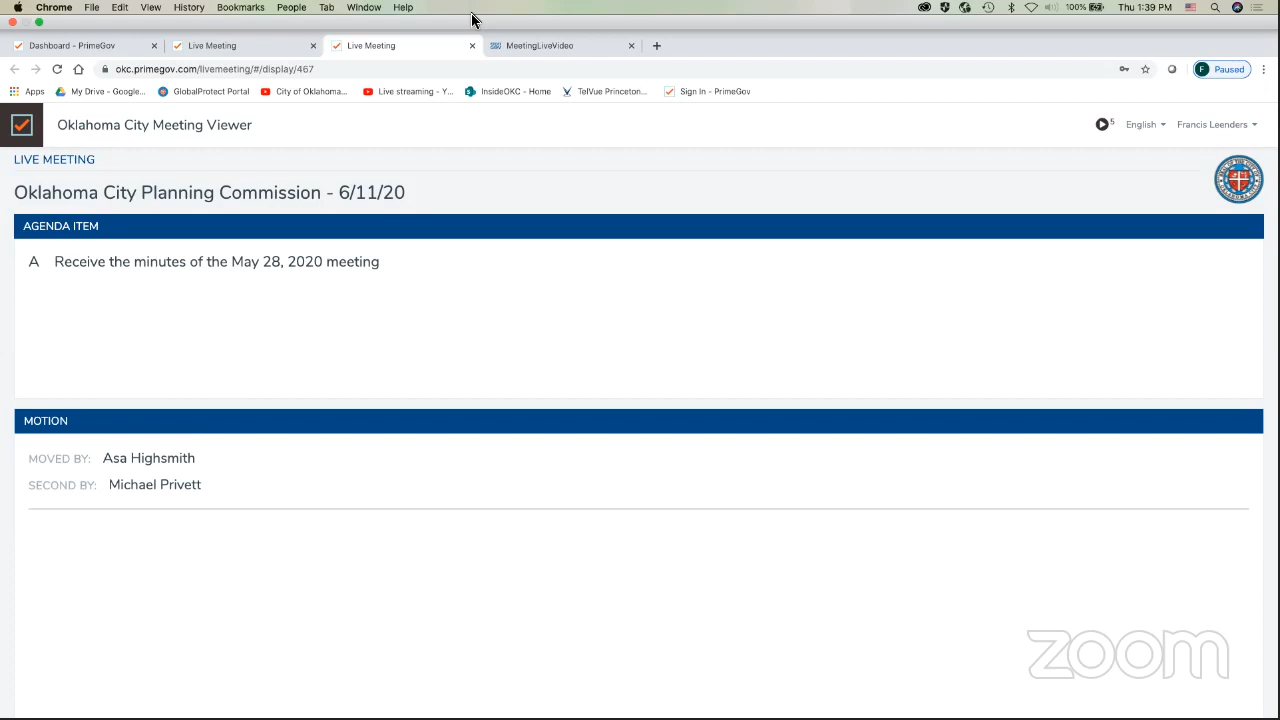 Chrome File Edit View History Bookmarks People Tab Window Help 100% Thu 1:39 PM
Dashboard - PrimeGov Live Meeting Live Meeting MeetingLiveVideo
okc.primegov.com/livemeeting/#/display/467 F Paused
Apps My Drive - Google... GlobalProtect Portal City of Oklahoma... Live streaming - Y... InsideOKC - Home TelVue Princeton... Sign In - PrimeGov
Oklahoma City Meeting Viewer 5 English Francis Leenders
LIVE MEETING
Oklahoma City Planning Commission - 6/11/20
AGENDA ITEM
A Receive the minutes of the May 28, 2020 meeting
MOTION
MOVED BY: Asa Highsmith
SECOND BY: Michael Privett
zoom